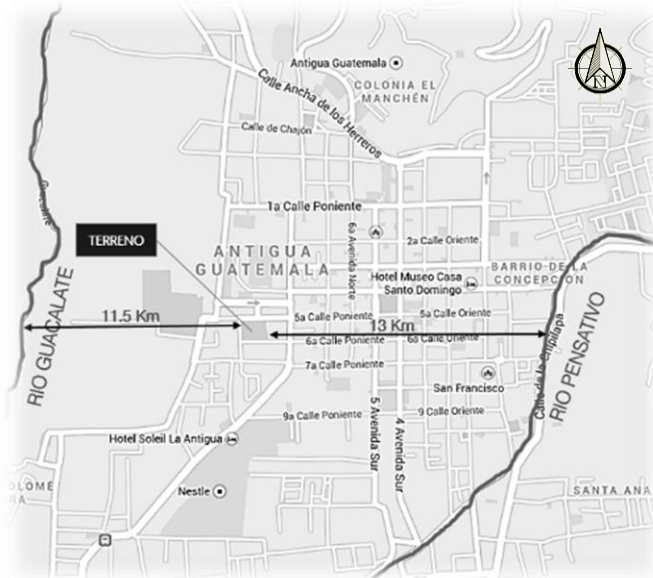 Antigua Guatemala
COLONIA EL
MANCHÉN
Calle Ancha de los Herreros
Calle de Chajón
N
1a Calle Poniente
Guacalate
TERRENO
6a Avenida Norte
2a Calle Oriente
ANTIGUA
GUATEMALA
Hotel Museo Casa
Santo Domingo
BARRIO DE LA
CONCEPCIÓN
RIO GUACALATE
11.5 Km
5a Calle Poniente
5a Calle Oriente
13 Km
6a Calle Poniente
6a Calle Oriente
Calle de la Chipilapa
RIO PENSATIVO
7a Calle Poniente
San Francisco
9a Calle Poniente
5 Avenida Sur
4 Avenida Sur
9 Calle Oriente
Hotel Soleil La Antigua
Nestle
OLOME
RA
SANTA ANA